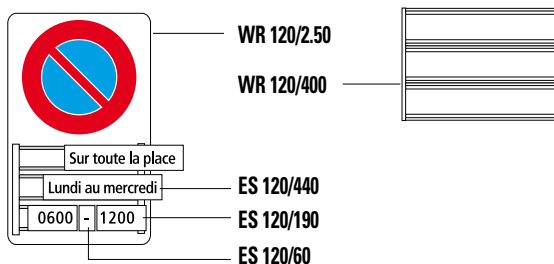 WR 120/2.50
WR 120/400
Sur toute la place
Lundi au mercredi
ES 120/440
0600 - 1200
ES 120/190
ES 120/60